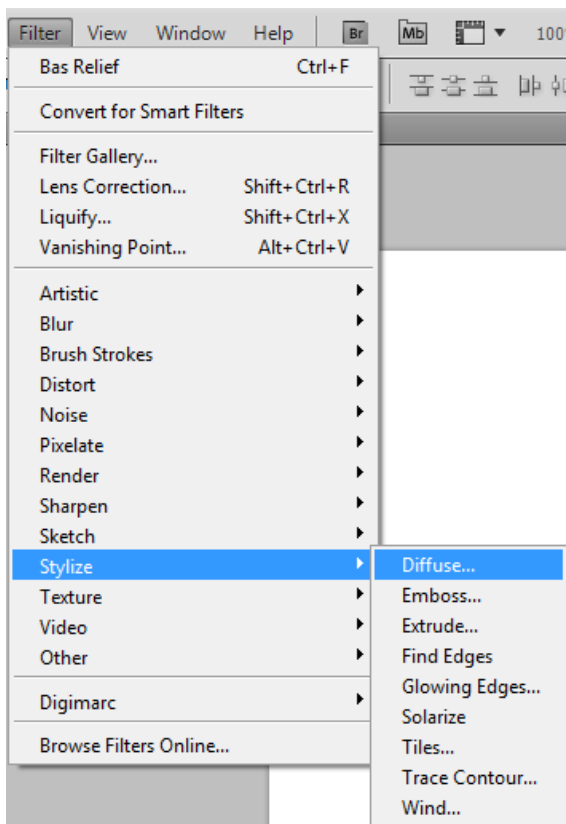 Filter View Window Help Br Mb 100
Bas Relief Ctrl+F
Convert for Smart Filters
Filter Gallery...
Lens Correction... Shift+Ctrl+R
Liquify... Shift+Ctrl+X
Vanishing Point... Alt+Ctrl+V
Artistic
Blur
Brush Strokes
Distort
Noise
Pixelate
Render
Sharpen
Sketch
Stylize
Diffuse...
Texture
Emboss...
Video
Extrude...
Other
Find Edges
Glowing Edges...
Digimarc
Solarize
Browse Filters Online...
Tiles...
Trace Contour...
Wind...